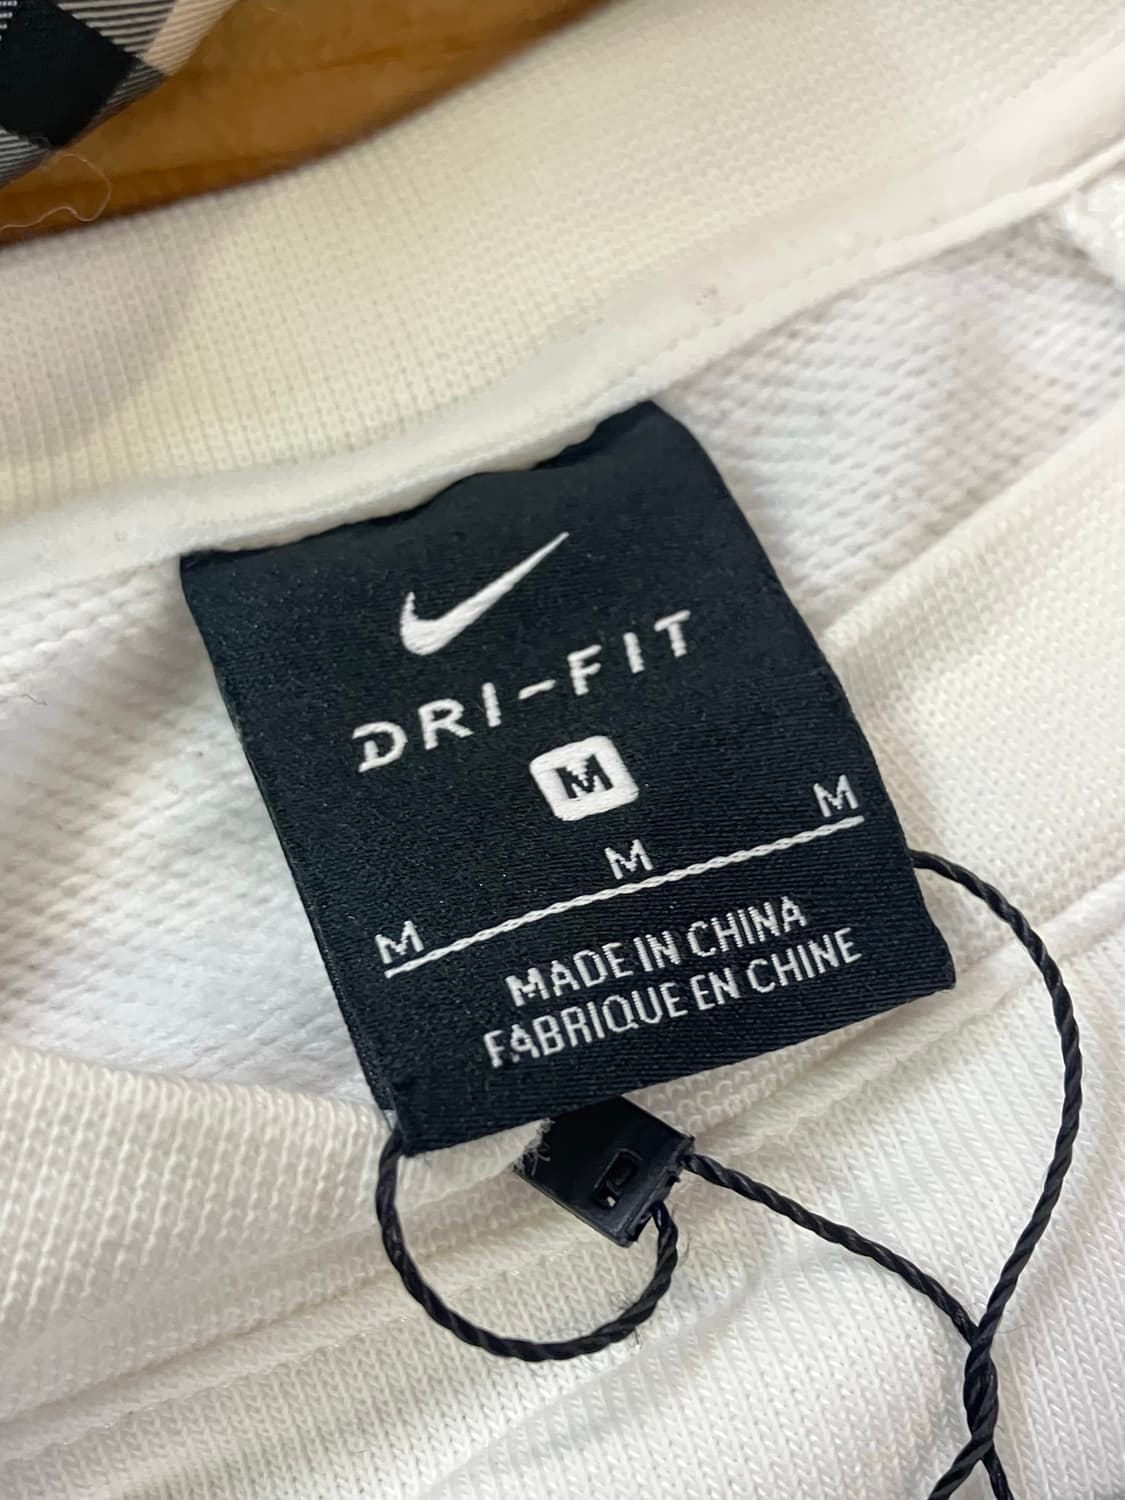 DRI-FIT
M
M M M
MADE IN CHINA
FABRIQUE EN CHINE